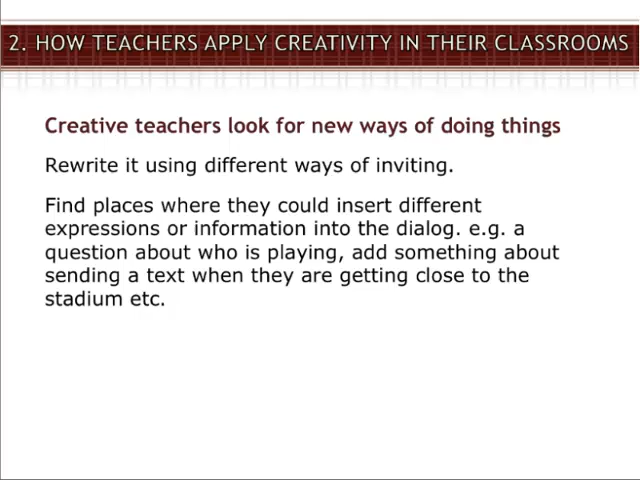 2. HOW TEACHERS APPLY CREATIVITY IN THEIR CLASSROOMS
Creative teachers look for new ways of doing things
Rewrite it using different ways of inviting.
Find places where they could insert different
expressions or information into the dialog. e.g. a
question about who is playing, add something about
sending a text when they are getting close to the
stadium etc.